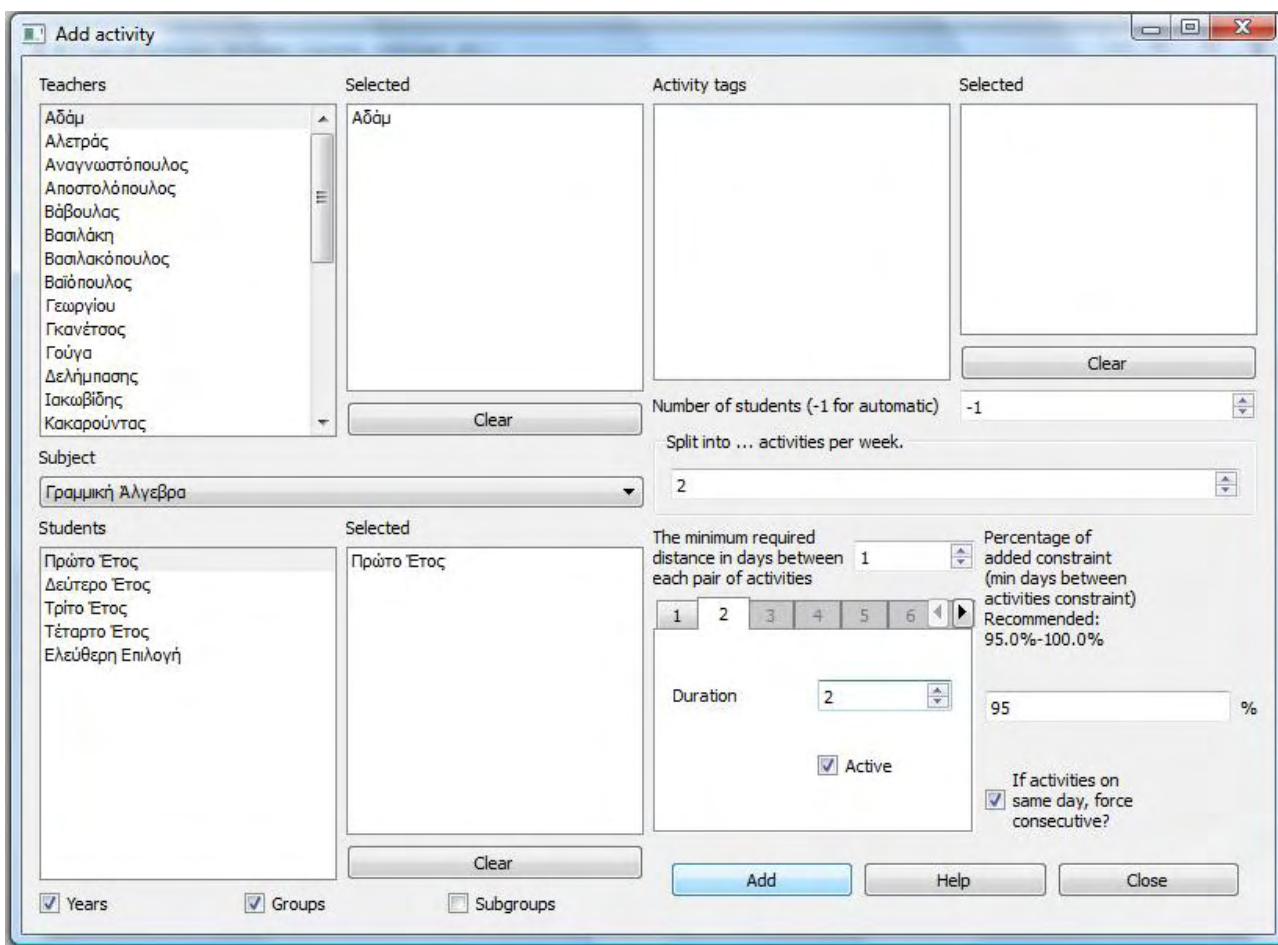 Add activity
Teachers
Αδάμ
Αλετράς
Αναγνωστόπουλος
Αποστολόπουλος
Βάβουλας
Βασιλάκη
Βασιλακόπουλος
Βαϊόπουλος
Γεωργίου
Γκανέτσος
Γούγα
Δελήμπασης
Ιακωβίδης
Κακαρούντας
Selected
Αδάμ
Clear
Subject
Γραμμική Άλγεβρα
Students
Πρώτο Έτος
Δεύτερο Έτος
Τρίτο Έτος
Τέταρτο Έτος
Ελεύθερη Επιλογή
Selected
Πρώτο Έτος
Clear
Years
Groups
Subgroups
Activity tags
Selected
Clear
Number of students (-1 for automatic)
-1
Split into ... activities per week.
2
The minimum required
distance in days between
each pair of activities
1
1 2 3 4 5 6
Duration
2
Active
Percentage of
added constraint
(min days between
activities constraint)
Recommended:
95.0%-100.0%
95 %
If activities on
same day, force
consecutive?
Add
Help
Close